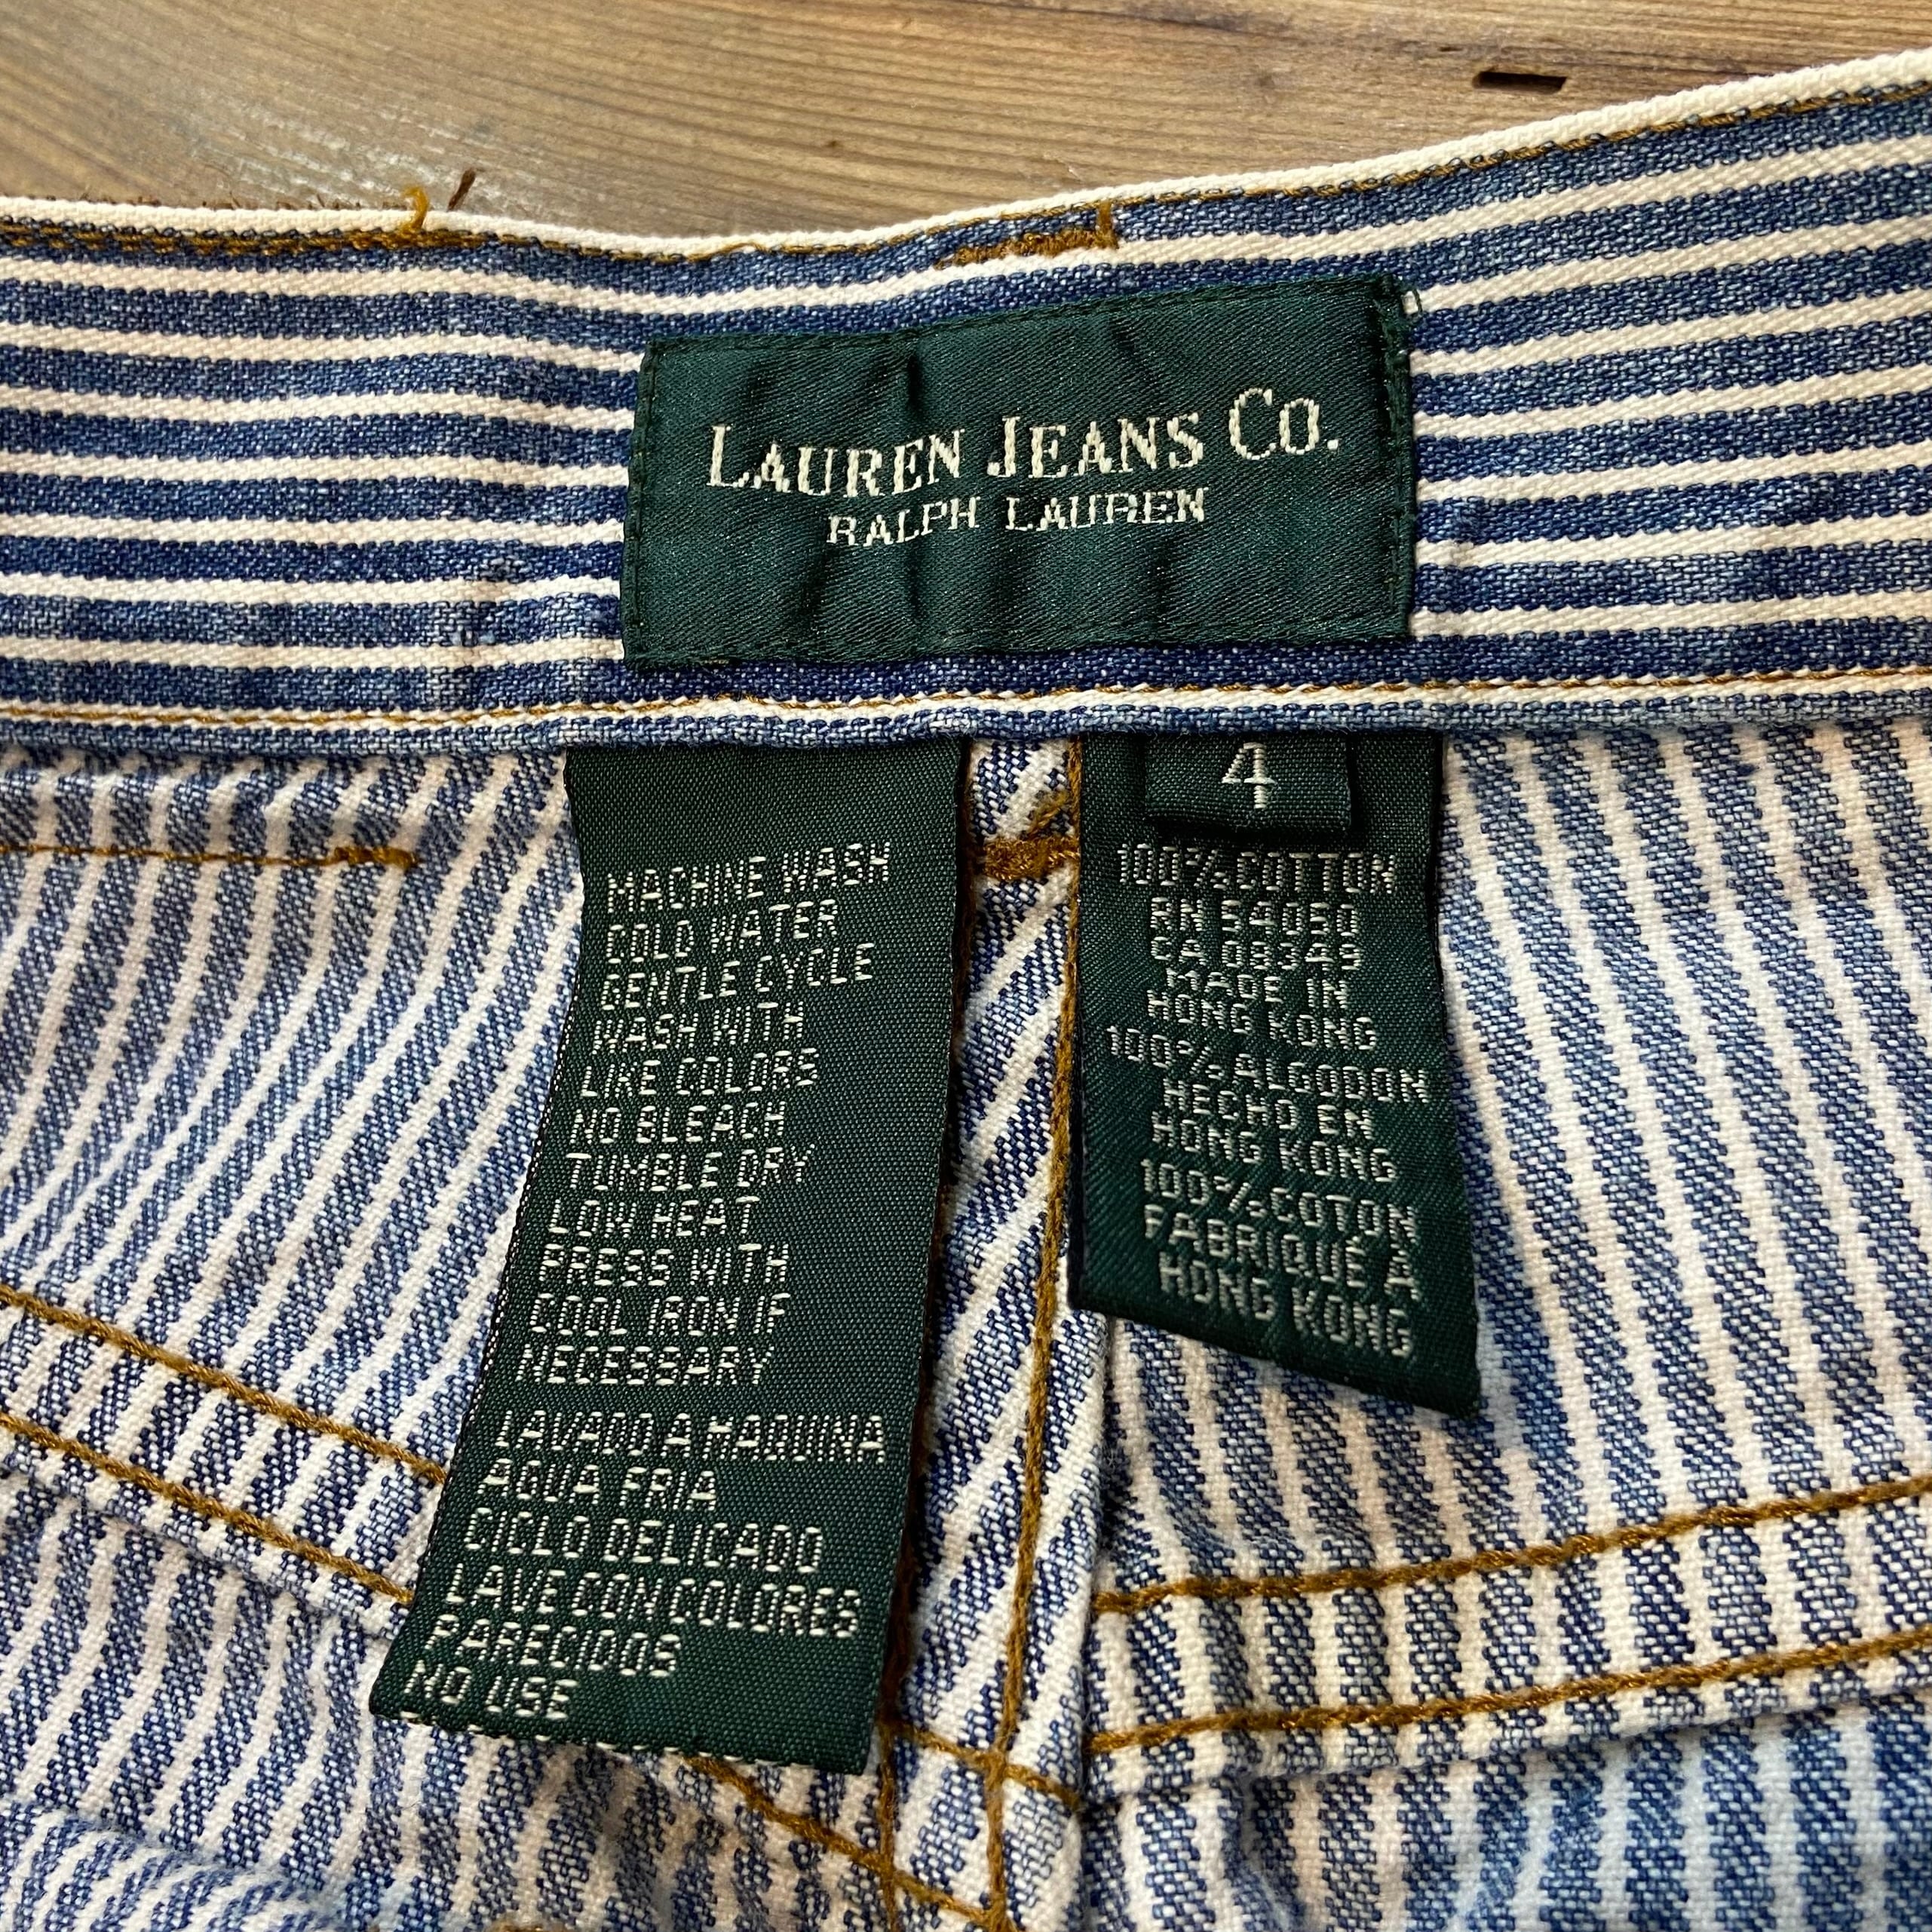 LAUREN JEANS CO.
RALPH LAUREN
MACHINE WASH
COLD WATER
GENTLE CYCLE
WASH WITH
LIKE COLORS
NO BLEACH
TUMBLE DRY
LOW HEAT
PRESS WITH
COOL IRON IF
NECESSARY
LAVADO A MAQUINA
AGUA FRIA
CICLO DELICADO
LAVE CON COLORES
PARECIDOS
NO USE
4
100% COTTON
RN 54050
CA 08349
MADE IN
HONG KONG
100% ALGODON
HECHO EN
HONG KONG
100% COTON
FABRIQUE A
HONG KONG